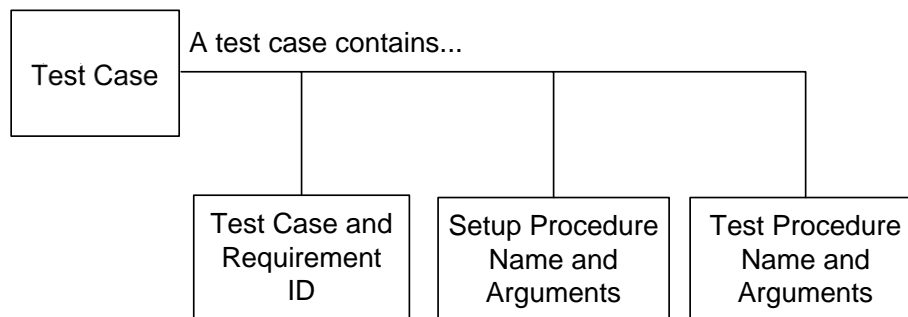 A test case contains...
Test Case
Test Case and
Requirement
ID
Setup Procedure
Name and
Arguments
Test Procedure
Name and
Arguments